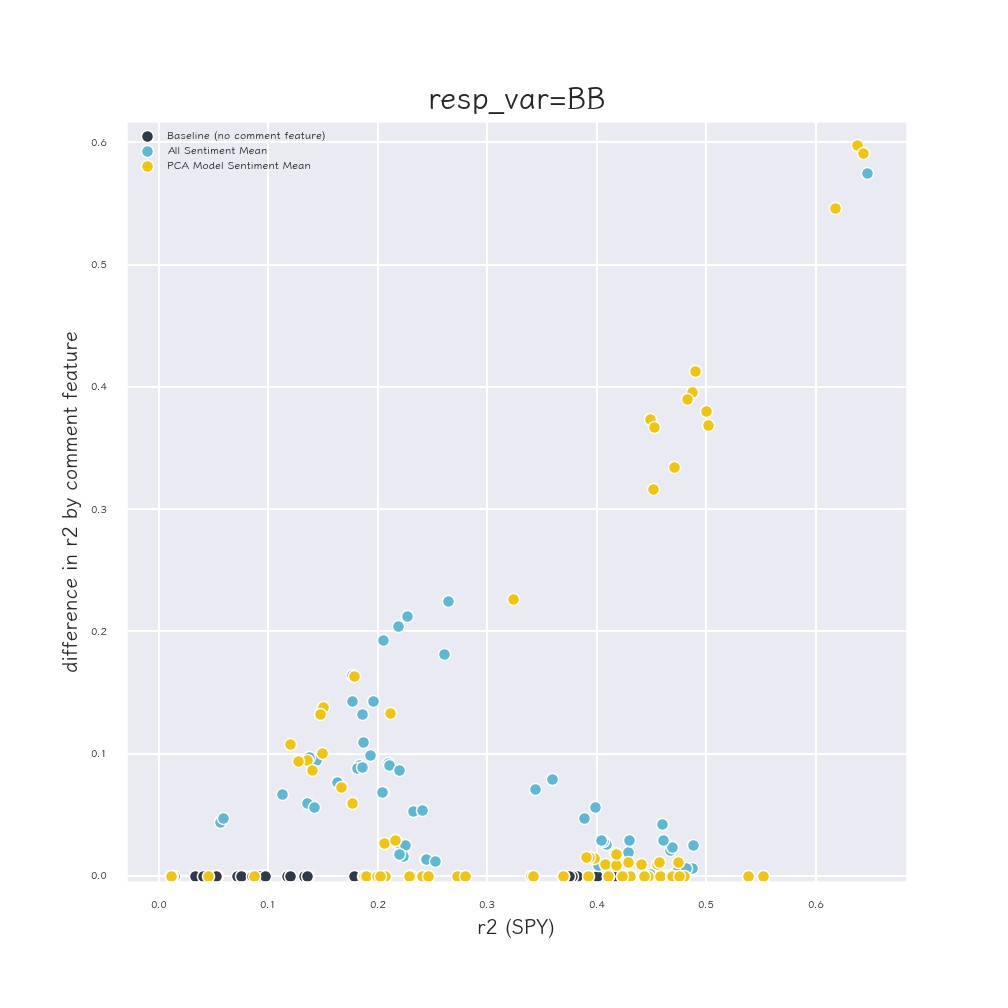 resp_var=BB
Baseline (no comment feature)
All Sentiment Mean
PCA Model Sentiment Mean
difference in r2 by comment feature
0.6
0.5
0.4
0.3
0.2
0.1
0.0
0.0 0.1 0.2 0.3 0.4 0.5 0.6
r2 (SPY)